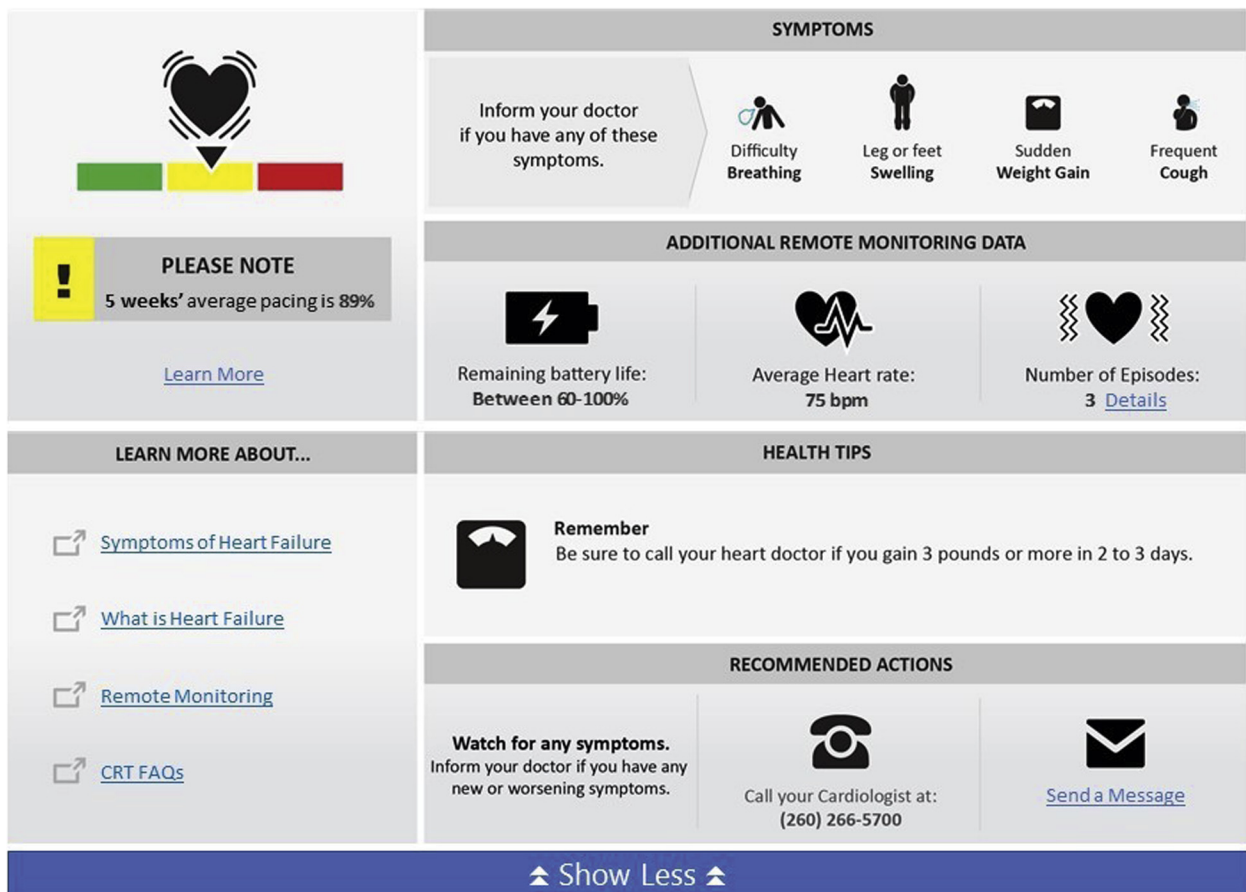 !
PLEASE NOTE
5 weeks’ average pacing is 89%
Learn More
SYMPTOMS
Inform your doctor
if you have any of these
symptoms.
Difficulty
Breathing
Leg or feet
Swelling
Sudden
Weight Gain
Frequent
Cough
ADDITIONAL REMOTE MONITORING DATA
Remaining battery life:
Between 60-100%
Average Heart rate:
75 bpm
Number of Episodes:
3 Details
LEARN MORE ABOUT...
Symptoms of Heart Failure
What is Heart Failure
Remote Monitoring
CRT FAQs
HEALTH TIPS
Remember
Be sure to call your heart doctor if you gain 3 pounds or more in 2 to 3 days.
RECOMMENDED ACTIONS
Watch for any symptoms.
Inform your doctor if you have any
new or worsening symptoms.
Call your Cardiologist at:
(260) 266-5700
Send a Message
Show Less